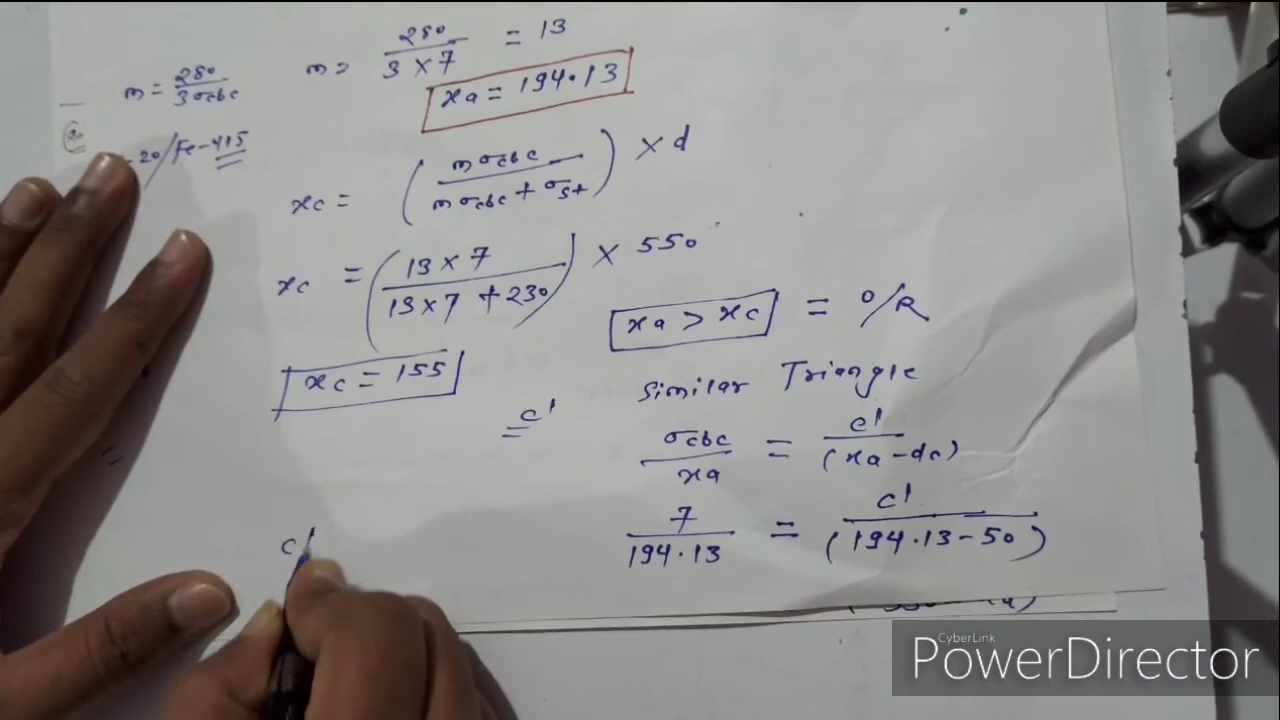 m = 280 / 3σcbc
m = 280 / 3 × 7 = 13
xa = 194.13
20/Fe-415
xc = ( mσcbc / mσcbc + σst ) × d
xc = ( 13 × 7 / 13 × 7 + 230 ) × 550
xa > xc = O/R
xc = 155
Similar Triangle
= c'
σcbc / xa = c' / (xa - dc)
7 / 194.13 = c' / (194.13 - 50)
c'
CyberLink
PowerDirector